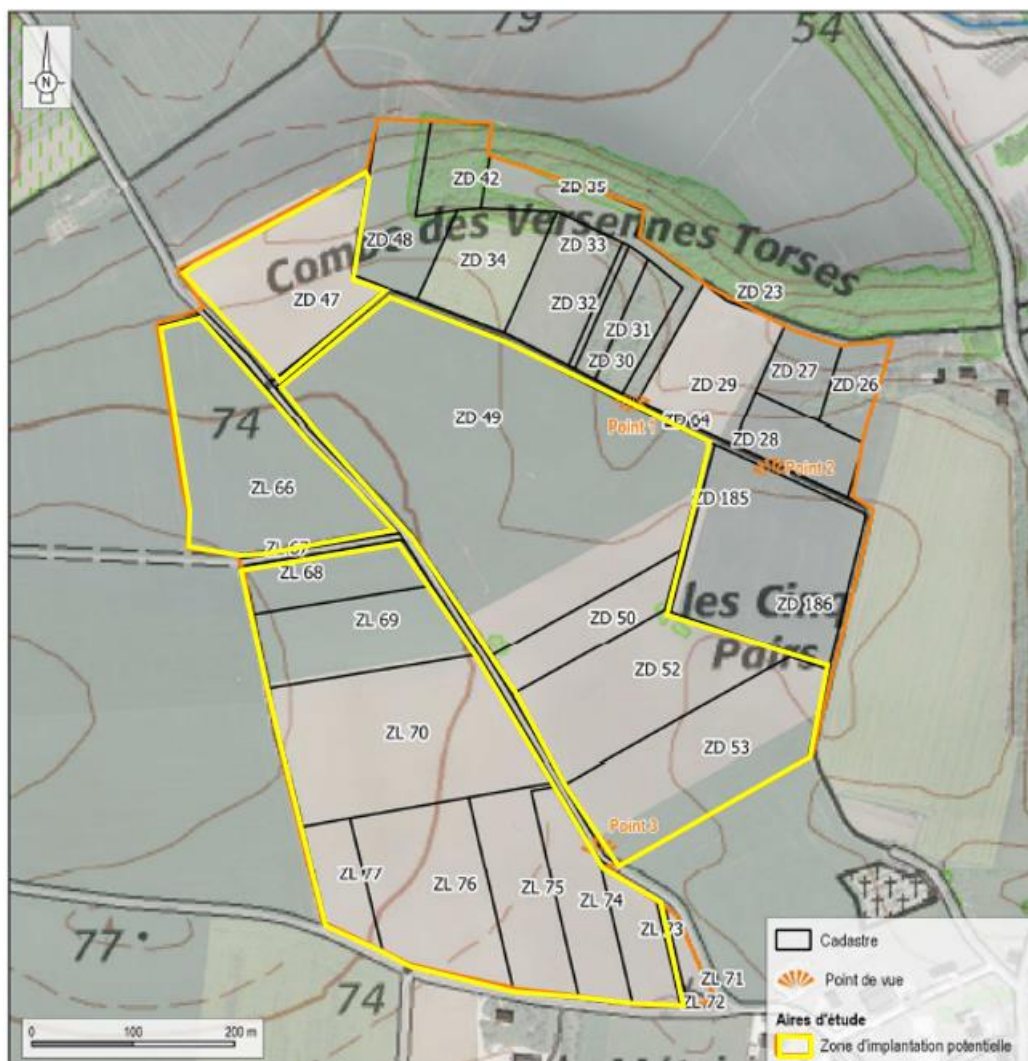 79
54
N
ZD 42
ZD 35
Combe des Versennes Torses
ZD 48
ZD 33
ZD 34
ZD 23
ZD 47
ZD 32
ZD 31
ZD 27
ZD 30
ZD 26
ZD 29
74
ZD 49
ZD 64
Point 1
ZD 28
Point 2
ZL 66
ZD 185
ZL 67
ZL 68
les Cinq
Pairs
ZD 186
ZL 69
ZD 50
ZD 52
ZL 70
ZD 53
Point 3
ZL 77
ZL 76
ZL 75
ZL 74
ZL 73
77
74
ZL 71
ZL 72
Cadastre
Point de vue
Aires d'étude
Zone d'implantation potentielle
0 100 200 m